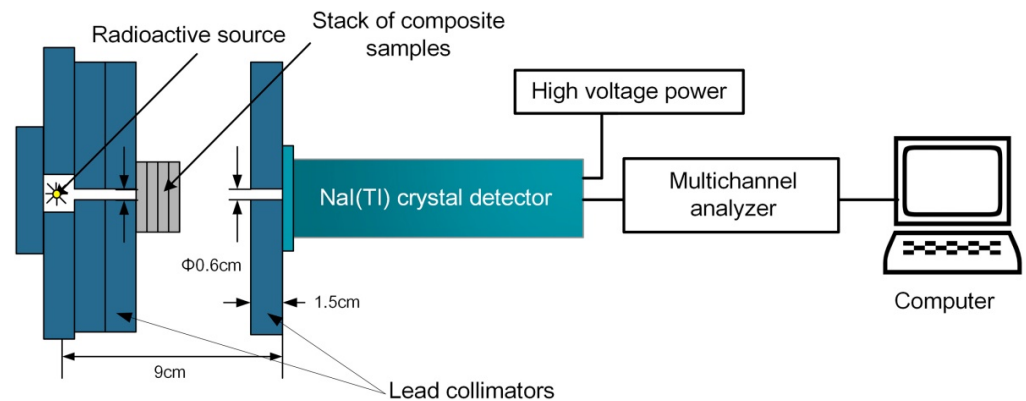 Radioactive source
Stack of composite
samples
High voltage power
NaI(Tl) crystal detector
Multichannel
analyzer
Φ0.6cm
1.5cm
Computer
9cm
Lead collimators